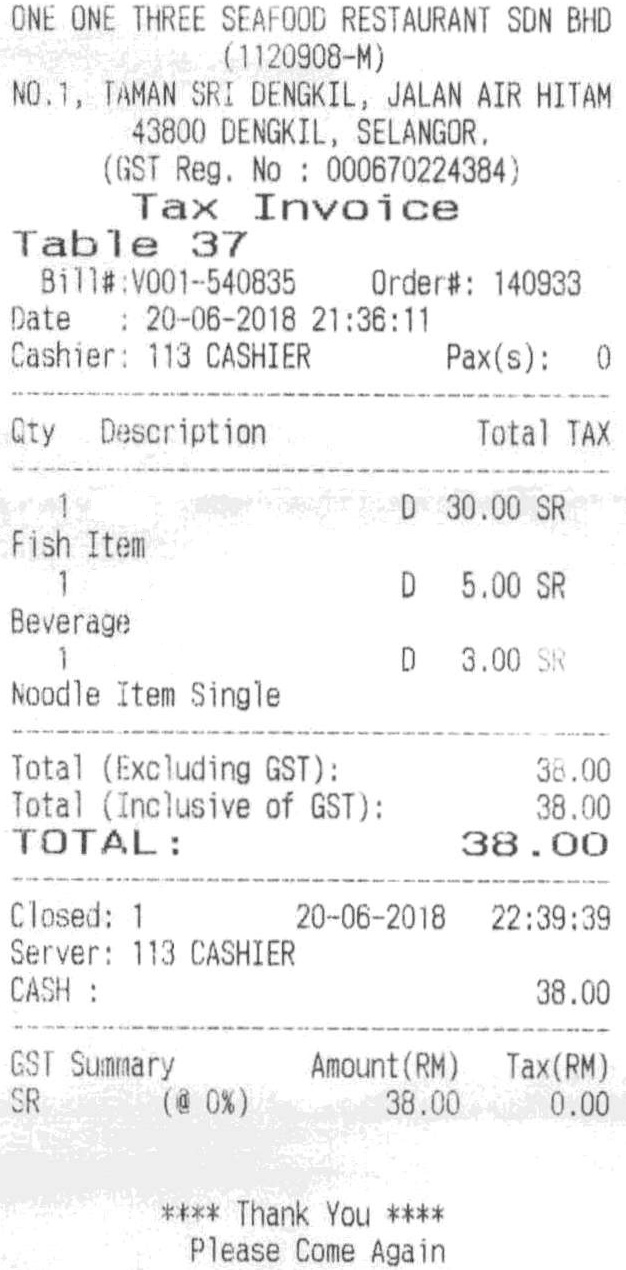 ONE ONE THREE SEAFOOD RESTAURANT SDN BHD
(1120908-M)
NO.1, TAMAN SRI DENGKIL, JALAN AIR HITAM
43800 DENGKIL, SELANGOR.
(GST Reg. No : 000670224384)
Tax Invoice
Table 37
Bill#:V001-540835 Order#: 140933
Date : 20-06-2018 21:36:11
Cashier: 113 CASHIER Pax(s): 0
Qty Description Total TAX
1 D 30.00 SR
Fish Item
1 D 5.00 SR
Beverage
1 D 3.00 SR
Noodle Item Single
Total (Excluding GST): 38.00
Total (Inclusive of GST): 38.00
TOTAL: 38.00
Closed: 1 20-06-2018 22:39:39
Server: 113 CASHIER
CASH : 38.00
GST Summary Amount(RM) Tax(RM)
SR (@ 0%) 38.00 0.00
**** Thank You ****
Please Come Again